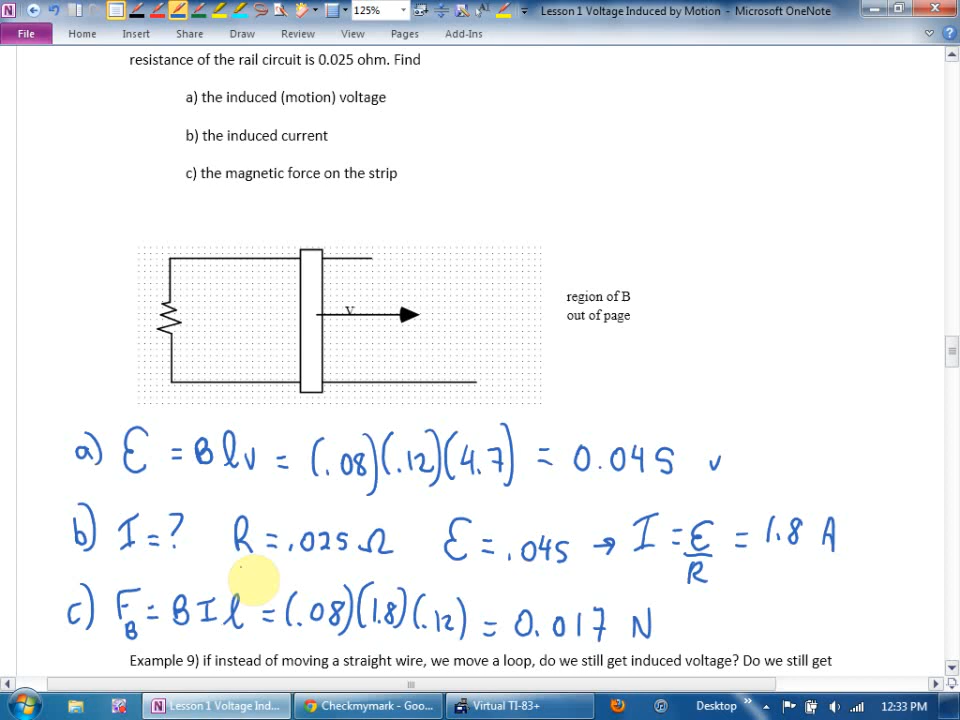 125%
Lesson 1 Voltage Induced by Motion - Microsoft OneNote
File Home Insert Share Draw Review View Pages Add-Ins
resistance of the rail circuit is 0.025 ohm. Find
a) the induced (motion) voltage
b) the induced current
c) the magnetic force on the strip
v
region of B
out of page
a) ℰ = Blv = (.08)(.12)(4.7) = 0.045 v
b) I = ? R = .025 Ω ℰ = .045 → I = ℰ/R = 1.8 A
c) F_B = BIl = (.08)(1.8)(.12) = 0.017 N
Example 9) if instead of moving a straight wire, we move a loop, do we still get induced voltage? Do we still get
Lesson 1 Voltage Ind... Checkmymark - Goo... Virtual TI-83+ Desktop » 12:33 PM